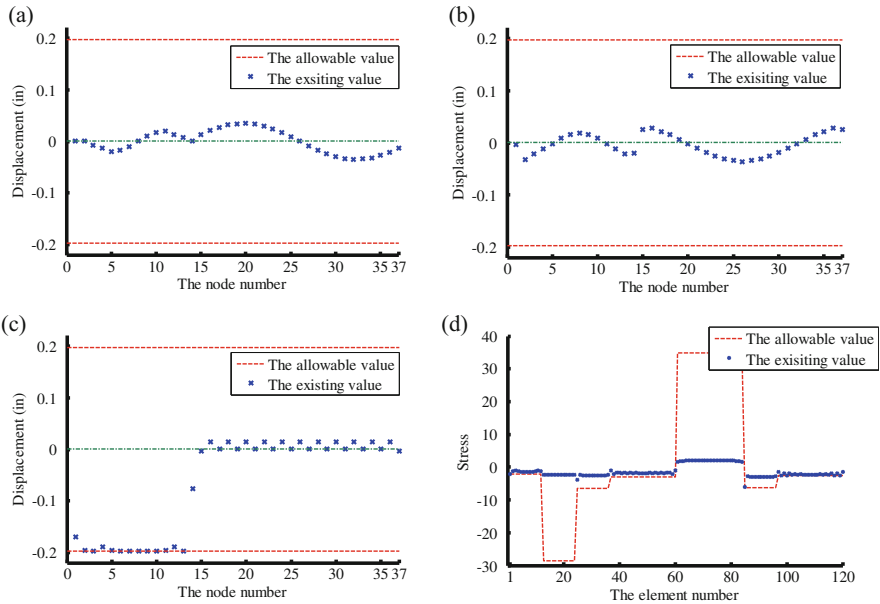 (a)
0.2
0.1
0
-0.1
-0.2
Displacement (in)
The allowable value
The exsiting value
0 5 10 15 20 25 30 35 37
The node number
(b)
0.2
0.1
0
-0.1
-0.2
Displacement (in)
The allowable value
The exisiting value
0 5 10 15 20 25 30 35 37
The node number
(c)
0.2
0.1
0
-0.1
-0.2
Displacement (in)
The allowable value
The existing value
0 5 10 15 20 25 30 35 37
The node number
(d)
40
30
20
10
0
-10
-20
-30
Stress
The allowable value
The exisiting value
1 20 40 60 80 100 120
The element number